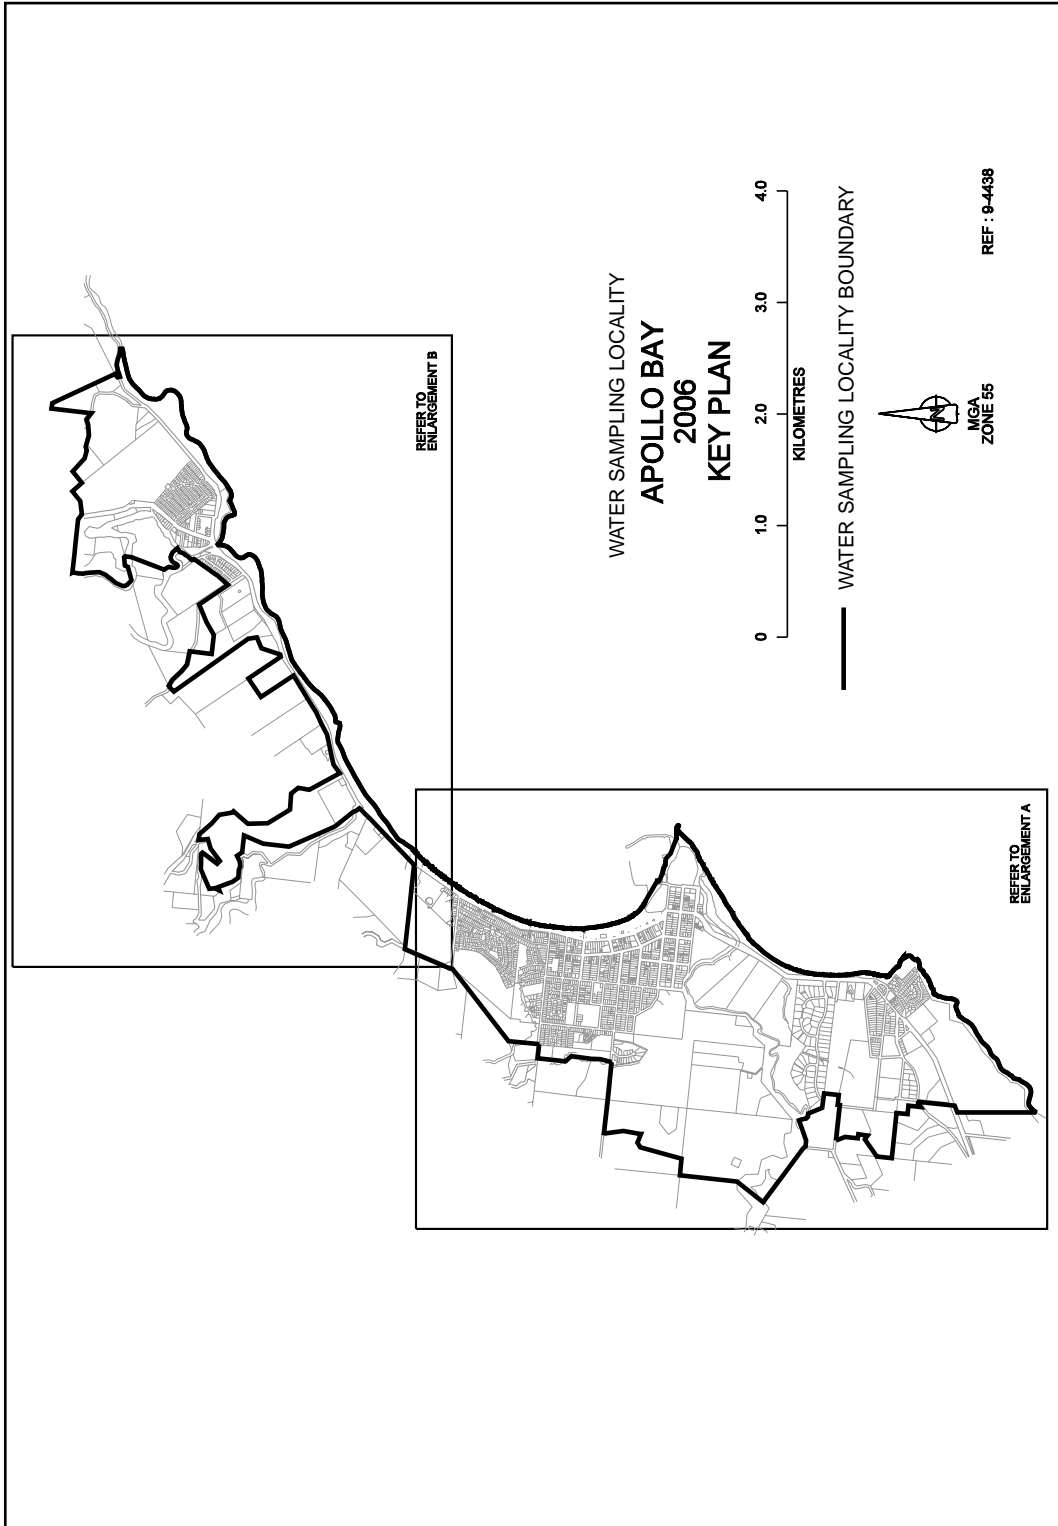 REFER TO
ENLARGEMENT B
WATER SAMPLING LOCALITY
APOLLO BAY
2006
KEY PLAN
0 1.0 2.0 3.0 4.0
KILOMETRES
WATER SAMPLING LOCALITY BOUNDARY
N
MGA
ZONE 55
REF : 9-4438
REFER TO
ENLARGEMENT A